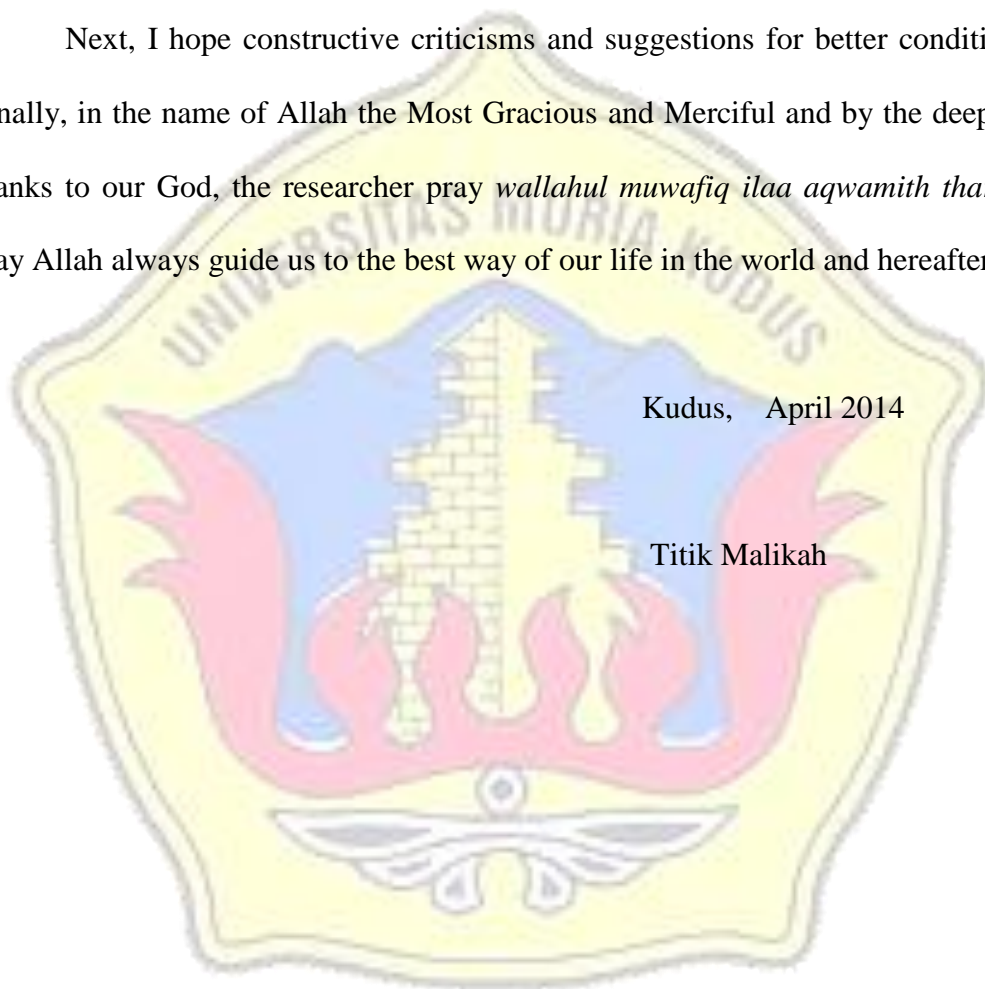 Next, I hope constructive criticisms and suggestions for better conditi
nally, in the name of Allah the Most Gracious and Merciful and by the deep
anks to our God, the researcher pray wallahul muwafiq ilaa aqwamith tha
ay Allah always guide us to the best way of our life in the world and hereafter
UNIVERSITAS MURIA KUDUS
Kudus, April 2014
Titik Malikah